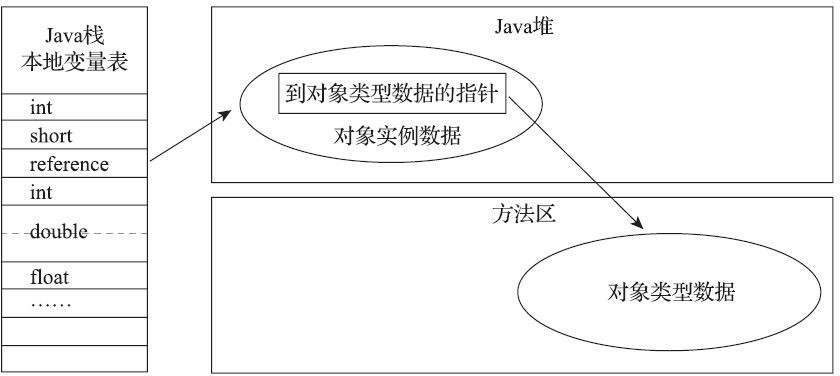 Java栈
本地变量表
int
short
reference
int
double
float
……
Java堆
到对象类型数据的指针
对象实例数据
方法区
对象类型数据